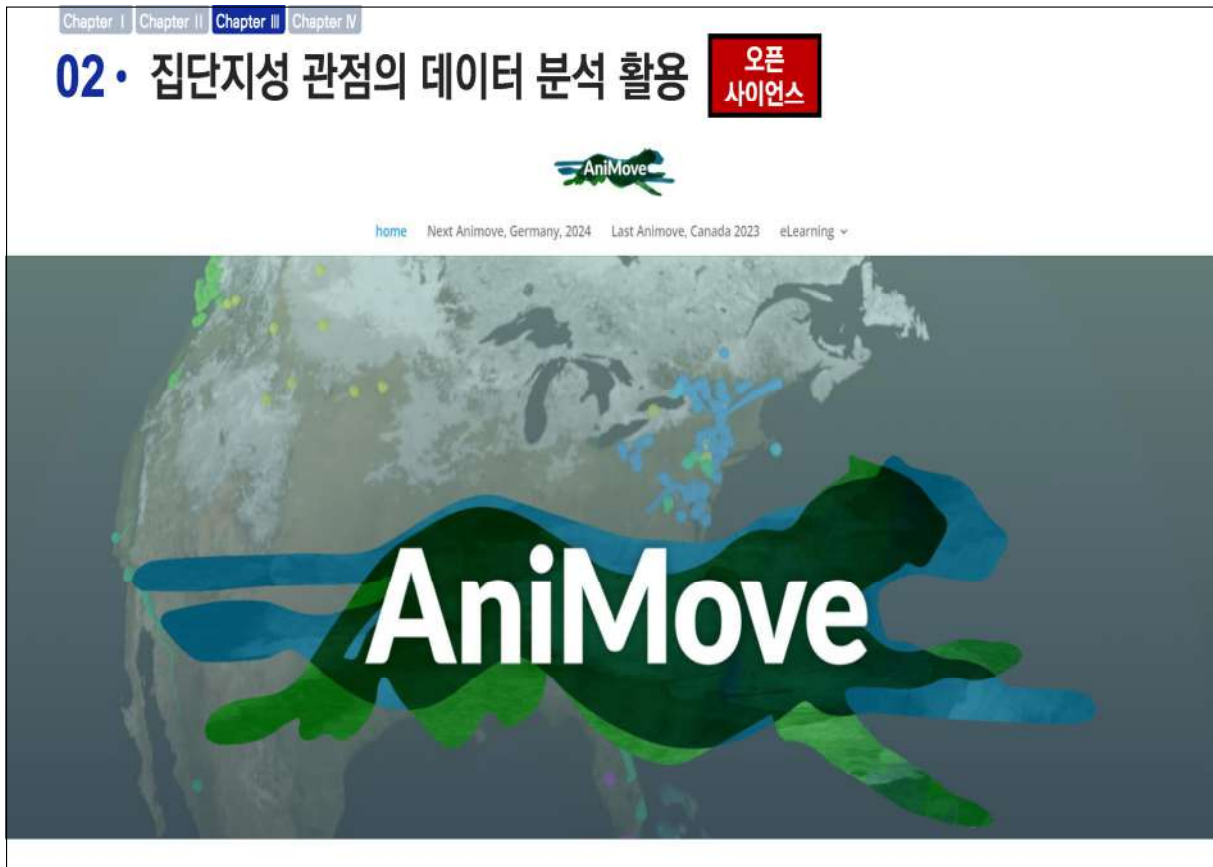 Chapter Ⅰ Chapter Ⅱ Chapter Ⅲ Chapter Ⅳ
02· 집단지성 관점의 데이터 분석 활용
오픈
사이언스
AniMove
home Next Animove, Germany, 2024 Last Animove, Canada 2023 eLearning
AniMove